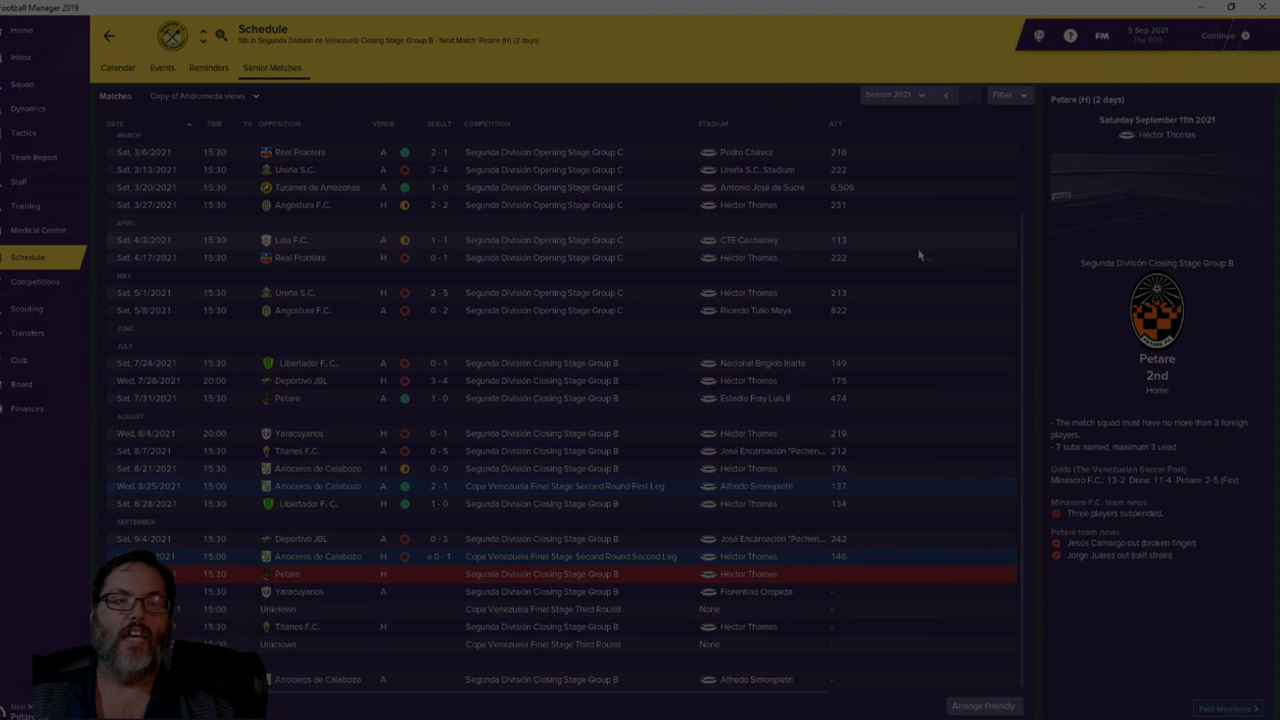 Football Manager 2019
Home
Inbox
Squad
Dynamics
Tactics
Team Report
Staff
Training
Medical Centre
Schedule
Competitions
Scouting
Transfers
Club
Board
Finances
Schedule
5th in Segunda División de Venezuela Closing Stage Group B - Next Match: Petare (H) (2 days)
FM
9 Sep 2021
Thu 9:00
Continue
Calendar Events Reminders Senior Matches
Matches Copy of Andromeda views Season 2021 Filter
DATE TIME TV OPPOSITION VENUE RESULT COMPETITION STADIUM ATT
MARCH
Sat, 3/6/2021 15:30 Real Frontera A 2 - 1 Segunda División Opening Stage Group C Pedro Chávez 216
Sat, 3/13/2021 15:30 Ureña S.C. A 3 - 4 Segunda División Opening Stage Group C Ureña S.C. Stadium 222
Sat, 3/20/2021 15:30 Tucanes de Amazonas A 1 - 0 Segunda División Opening Stage Group C Antonio José de Sucre 6,506
Sat, 3/27/2021 15:30 Angostura F.C. H 2 - 2 Segunda División Opening Stage Group C Héctor Thomas 231
APRIL
Sat, 4/3/2021 15:30 Lala F.C. A 1 - 1 Segunda División Opening Stage Group C CTE Cachamay 113
Sat, 4/17/2021 15:30 Real Frontera H 0 - 1 Segunda División Opening Stage Group C Héctor Thomas 222
MAY
Sat, 5/1/2021 15:30 Ureña S.C. H 2 - 5 Segunda División Opening Stage Group C Héctor Thomas 213
Sat, 5/8/2021 15:30 Angostura F.C. A 0 - 2 Segunda División Opening Stage Group C Ricardo Tulio Maya 822
JUNE
JULY
Sat, 7/24/2021 15:30 Libertador F. C. A 0 - 1 Segunda División Closing Stage Group B Nacional Brígido Iriarte 149
Wed, 7/28/2021 20:00 Deportivo JBL H 3 - 4 Segunda División Closing Stage Group B Héctor Thomas 175
Sat, 7/31/2021 15:30 Petare A 1 - 0 Segunda División Closing Stage Group B Estadio Fray Luis II 474
AUGUST
Wed, 8/4/2021 20:00 Yaracuyanos H 0 - 1 Segunda División Closing Stage Group B Héctor Thomas 219
Sat, 8/7/2021 15:30 Titanes F.C. A 0 - 5 Segunda División Closing Stage Group B José Encarnación "Pachen... 212
Sat, 8/21/2021 15:30 Arroceros de Calabozo H 0 - 0 Segunda División Closing Stage Group B Héctor Thomas 176
Wed, 8/25/2021 15:00 Arroceros de Calabozo A 2 - 1 Copa Venezuela Final Stage Second Round First Leg Alfredo Simonpietri 137
Sat, 8/28/2021 15:30 Libertador F. C. H 1 - 0 Segunda División Closing Stage Group B Héctor Thomas 134
SEPTEMBER
Sat, 9/4/2021 15:30 Deportivo JBL A 0 - 3 Segunda División Closing Stage Group B José Encarnación "Pachen... 242
2021 15:00 Arroceros de Calabozo H a 0 - 1 Copa Venezuela Final Stage Second Round Second Leg Héctor Thomas 146
15:30 Petare H Segunda División Closing Stage Group B Héctor Thomas -
15:30 Yaracuyanos A Segunda División Closing Stage Group B Florentino Oropeza -
15:00 Unknown Copa Venezuela Final Stage Third Round None -
15:30 Titanes F.C. H Segunda División Closing Stage Group B Héctor Thomas -
15:00 Unknown Copa Venezuela Final Stage Third Round None -
Arroceros de Calabozo A Segunda División Closing Stage Group B Alfredo Simonpietri -
Arrange Friendly
Petare (H) (2 days)
Saturday September 11th 2021
Héctor Thomas
Segunda División Closing Stage Group B
PETARE F.C.
Petare
2nd
Home
- The match squad must have no more than 3 foreign
players.
- 7 subs named, maximum 3 used
Odds (The Venezuelan Soccer Post)
Minasoro F.C.: 13-2 Draw: 11-4 Petare: 2-5 (Fav)
Minasoro F.C. team news
Three players suspended.
Petare team news
Jesús Camargo out (broken finger)
Jorge Juárez out (calf strain)
Past Meetings